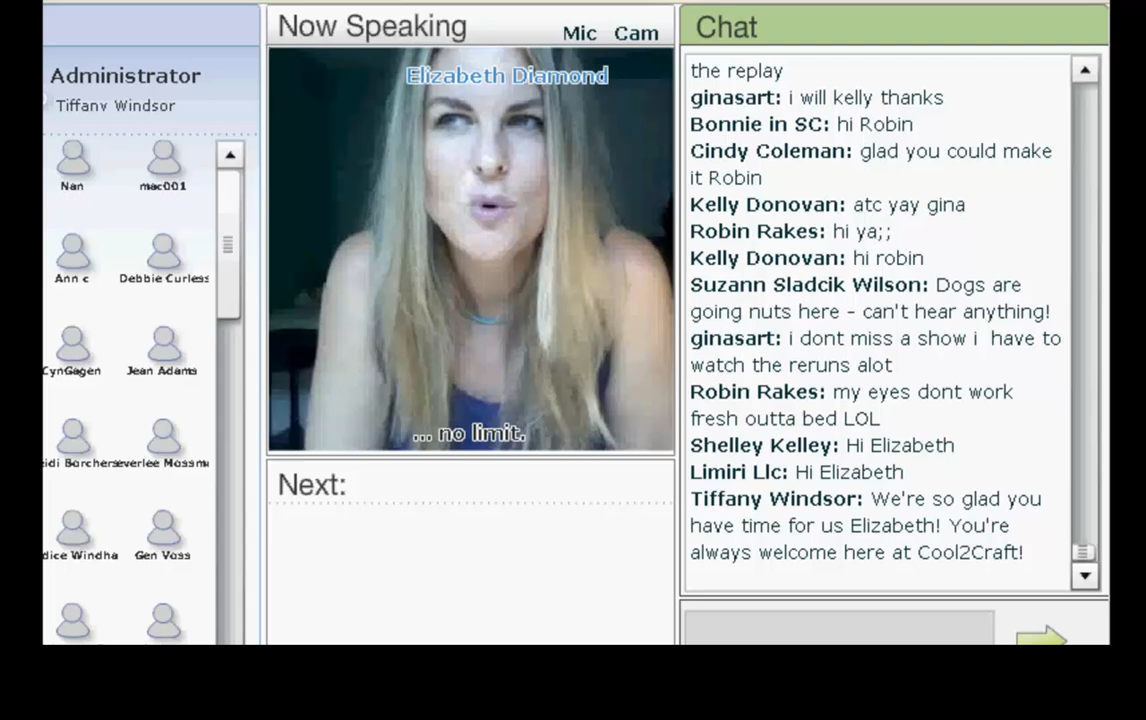 Administrator
Tiffany Windsor
Nan
mac001
Ann c
Debbie Curless
CynGagen
Jean Adams
Gen Voss
Now Speaking
Mic Cam
Elizabeth Diamond
... no limit.
Next:
Chat
the replay
ginasart: i will kelly thanks
Bonnie in SC: hi Robin
Cindy Coleman: glad you could make
it Robin
Kelly Donovan: atc yay gina
Robin Rakes: hi ya;;
Kelly Donovan: hi robin
Suzann Sladcik Wilson: Dogs are
going nuts here - can't hear anything!
ginasart: i dont miss a show i have to
watch the reruns alot
Robin Rakes: my eyes dont work
fresh outta bed LOL
Shelley Kelley: Hi Elizabeth
Limiri Llc: Hi Elizabeth
Tiffany Windsor: We're so glad you
have time for us Elizabeth! You're
always welcome here at Cool2Craft!